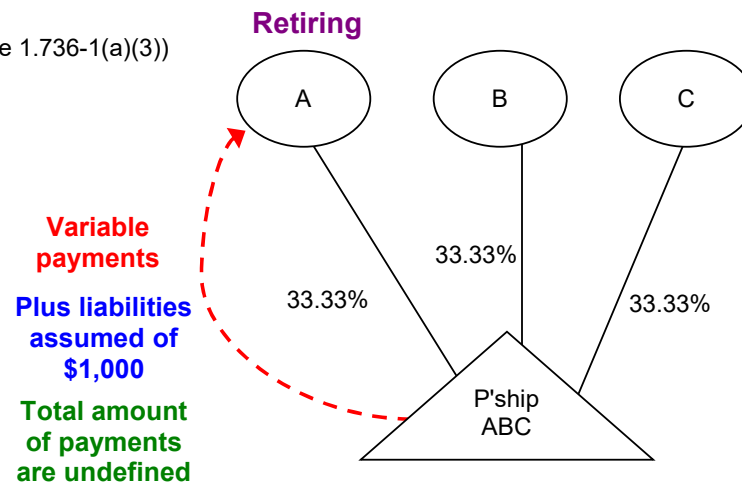 Retiring
e 1.736-1(a)(3))
A
B
C
Variable
payments
33.33%
33.33%
33.33%
Plus liabilities
assumed of
$1,000
Total amount
of payments
are undefined
P'ship
ABC